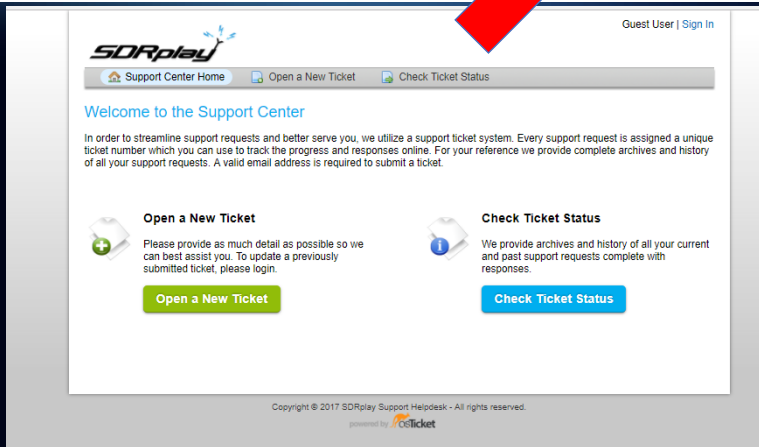 Guest User | Sign In
SDRplay
Support Center Home Open a New Ticket Check Ticket Status
Welcome to the Support Center
In order to streamline support requests and better serve you, we utilize a support ticket system. Every support request is assigned a unique
ticket number which you can use to track the progress and responses online. For your reference we provide complete archives and history
of all your support requests. A valid email address is required to submit a ticket.
Open a New Ticket
Please provide as much detail as possible so we
can best assist you. To update a previously
submitted ticket, please login.
Open a New Ticket
Check Ticket Status
We provide archives and history of all your current
and past support requests complete with
responses.
Check Ticket Status
Copyright © 2017 SDRplay Support Helpdesk - All rights reserved.
powered by osTicket